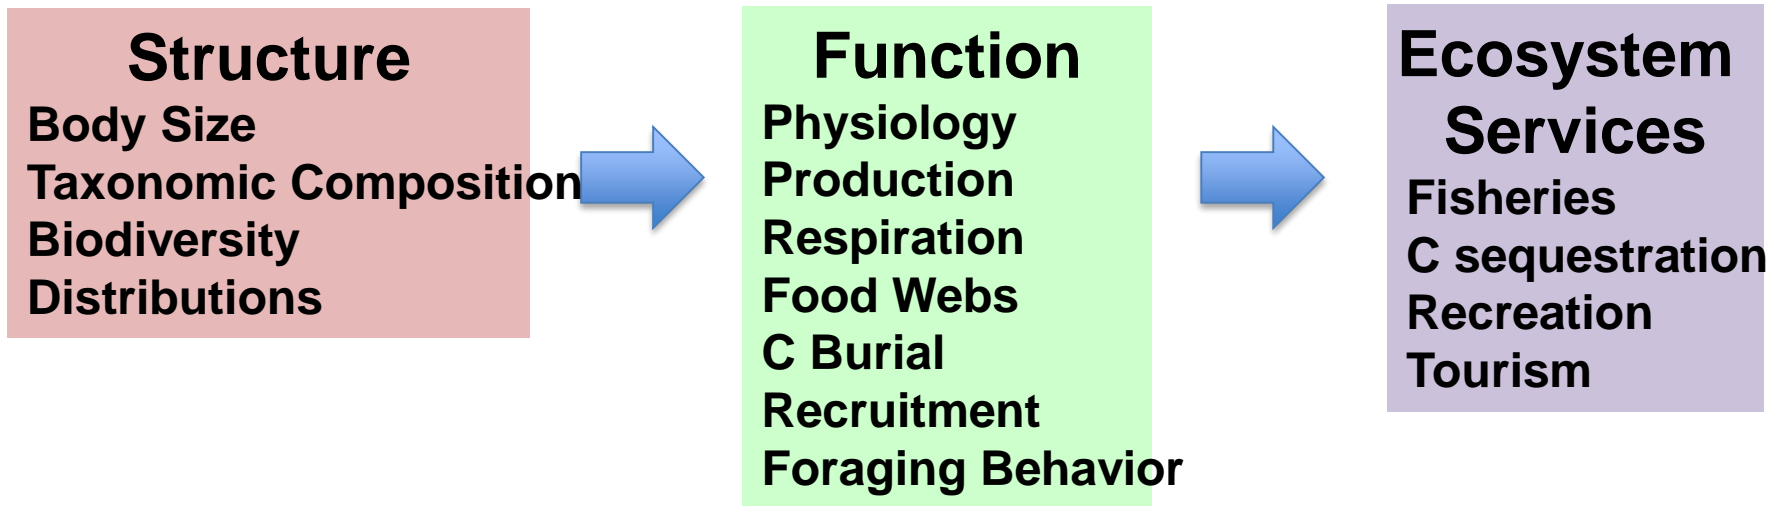 Structure
Body Size
Taxonomic Composition
Biodiversity
Distributions
Function
Physiology
Production
Respiration
Food Webs
C Burial
Recruitment
Foraging Behavior
Ecosystem
Services
Fisheries
C sequestration
Recreation
Tourism